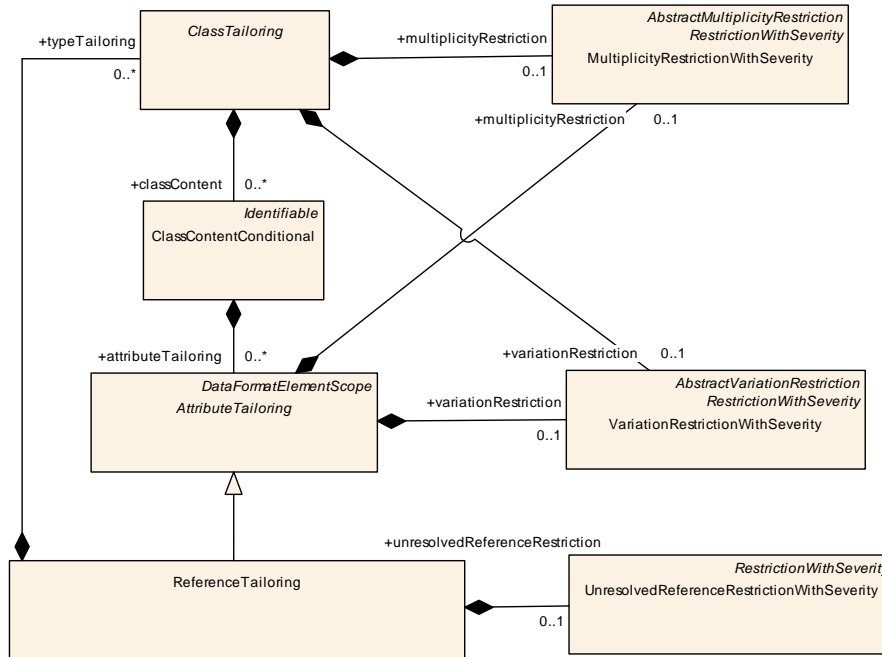 +typeTailoring
0..*
ClassTailoring
+multiplicityRestriction
0..1
AbstractMultiplicityRestriction
RestrictionWithSeverity
MultiplicityRestrictionWithSeverity
+multiplicityRestriction
0..1
+classContent
0..*
Identifiable
ClassContentConditional
+attributeTailoring
0..*
+variationRestriction
0..1
DataFormatElementScope
AttributeTailoring
+variationRestriction
0..1
AbstractVariationRestriction
RestrictionWithSeverity
VariationRestrictionWithSeverity
+unresolvedReferenceRestriction
0..1
ReferenceTailoring
RestrictionWithSeverity
UnresolvedReferenceRestrictionWithSeverity